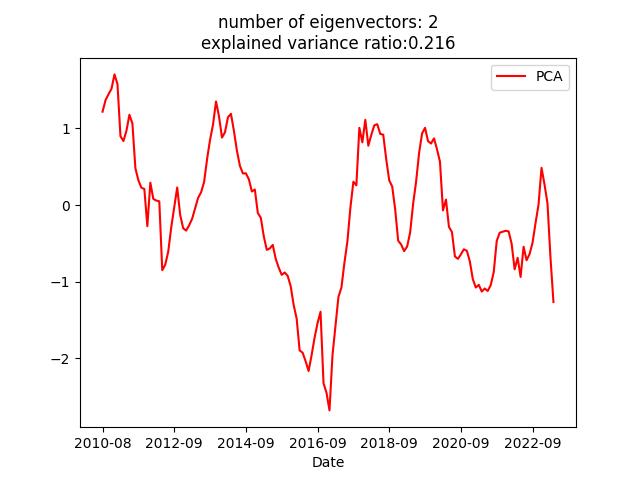 number of eigenvectors: 2
explained variance ratio:0.216
PCA
1
0
−1
−2
2010-08 2012-09 2014-09 2016-09 2018-09 2020-09 2022-09
Date